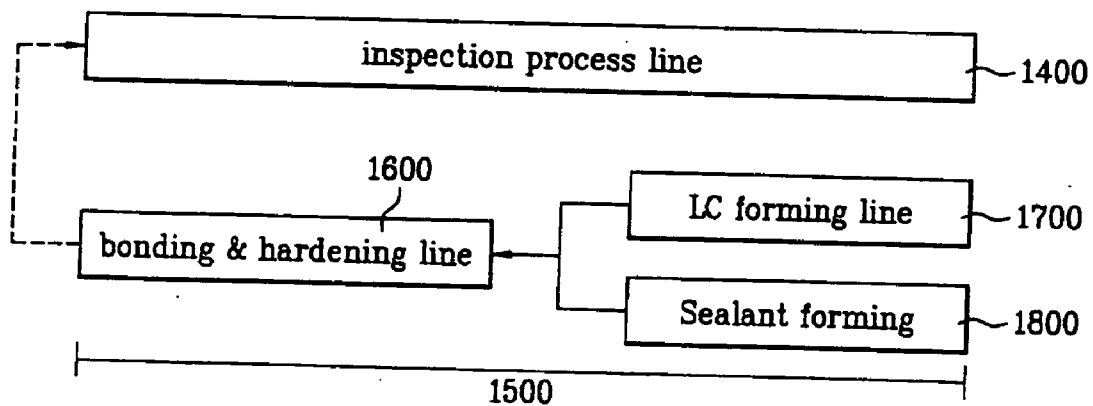 inspection process line
1400
1600
LC forming line
1700
bonding & hardening line
Sealant forming
1800
1500